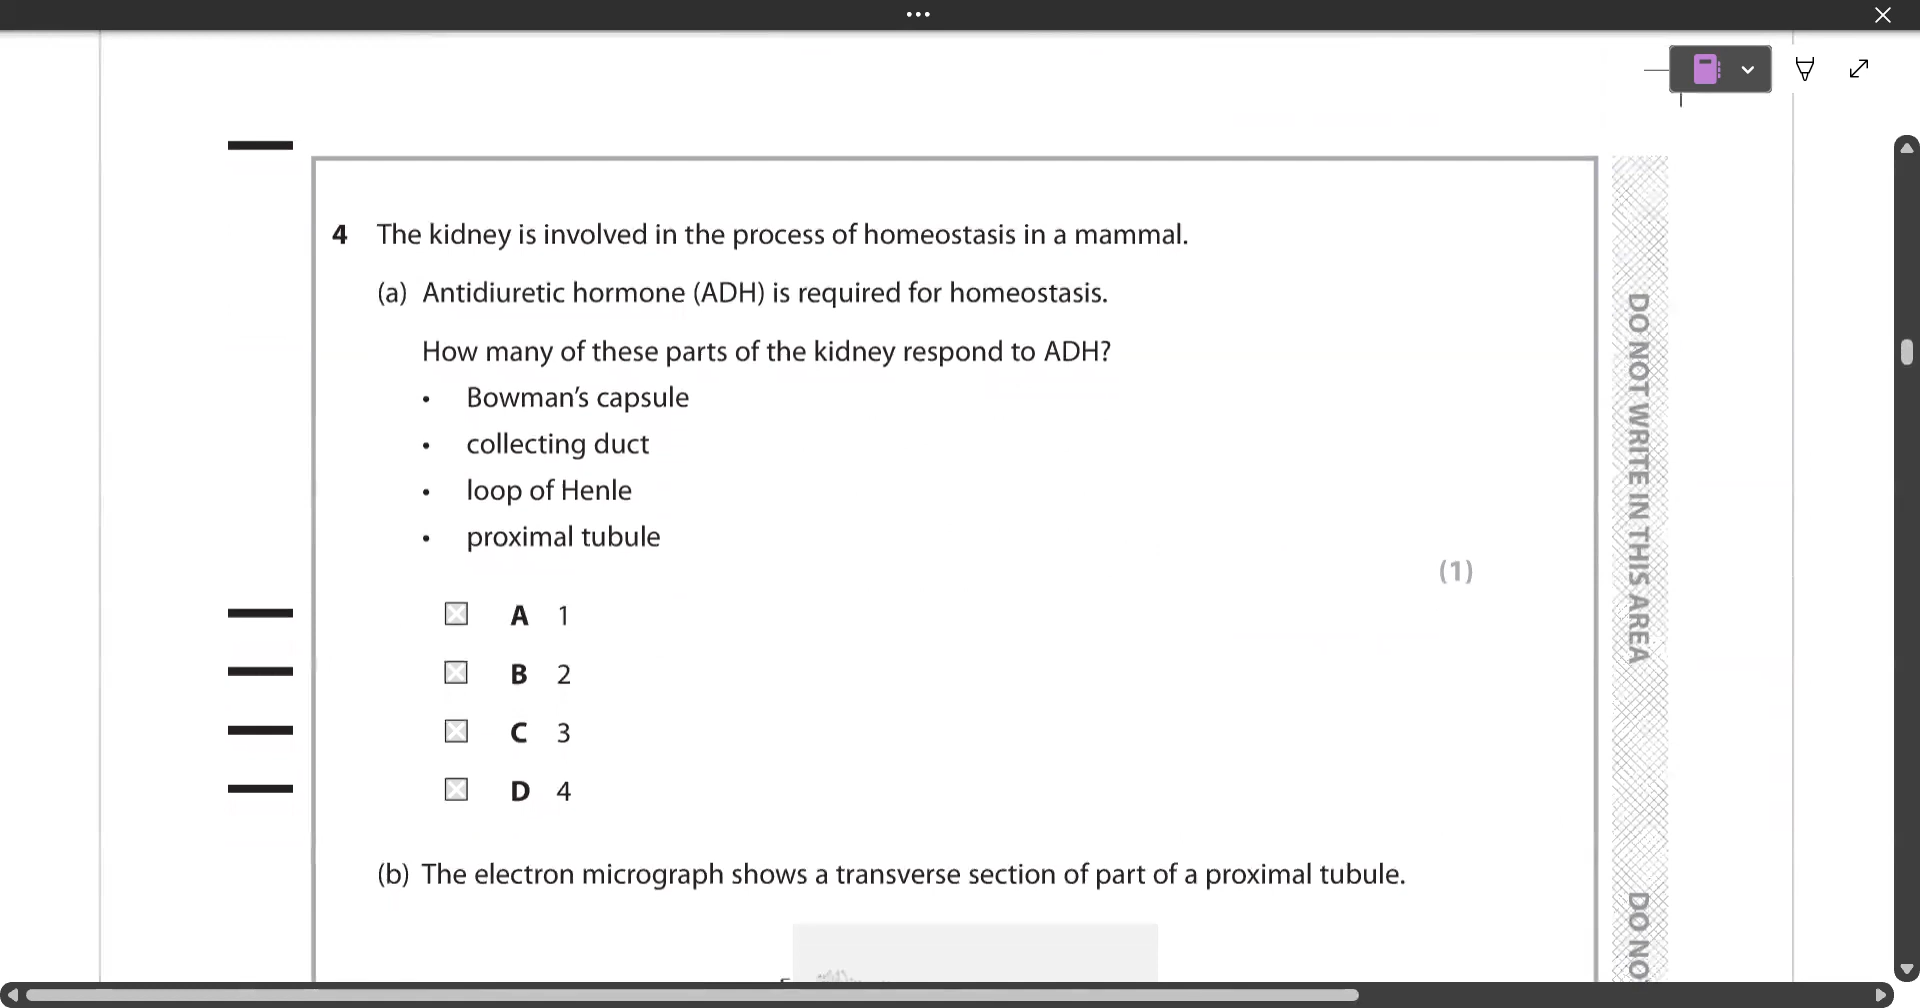 4 The kidney is involved in the process of homeostasis in a mammal.
(a) Antidiuretic hormone (ADH) is required for homeostasis.
How many of these parts of the kidney respond to ADH?
• Bowman’s capsule
• collecting duct
• loop of Henle
• proximal tubule
(1)
A 1
B 2
C 3
D 4
(b) The electron micrograph shows a transverse section of part of a proximal tubule.
DO NOT WRITE IN THIS AREA
DO NO